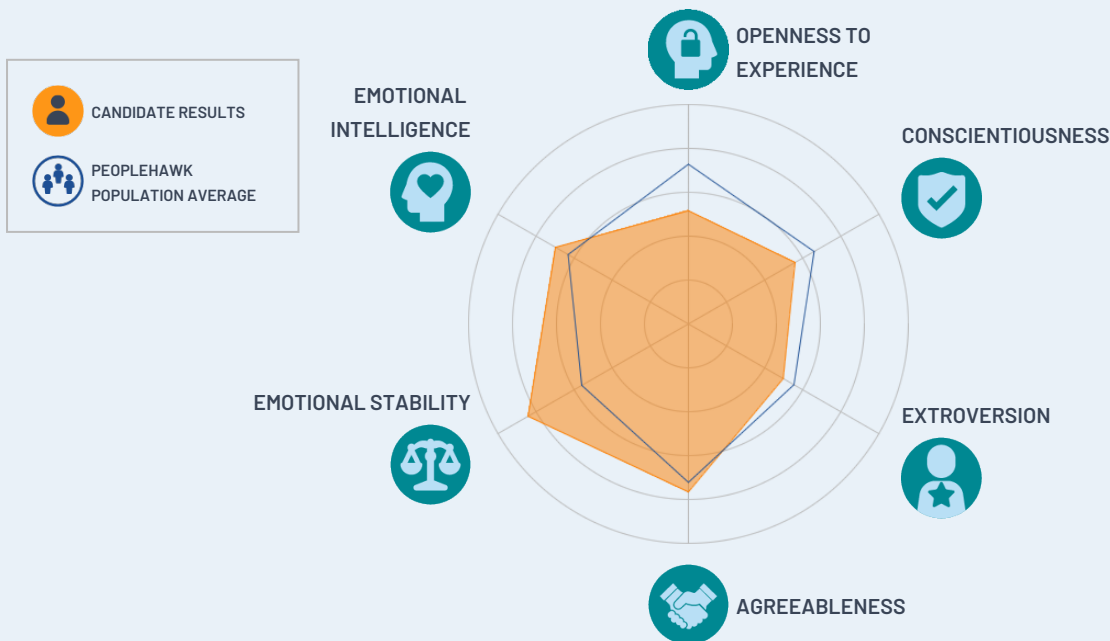 OPENNESS TO
EXPERIENCE
EMOTIONAL
INTELLIGENCE
CANDIDATE RESULTS
PEOPLEHAWK
POPULATION AVERAGE
CONSCIENTIOUSNESS
EMOTIONAL STABILITY
EXTROVERSION
AGREEABLENESS